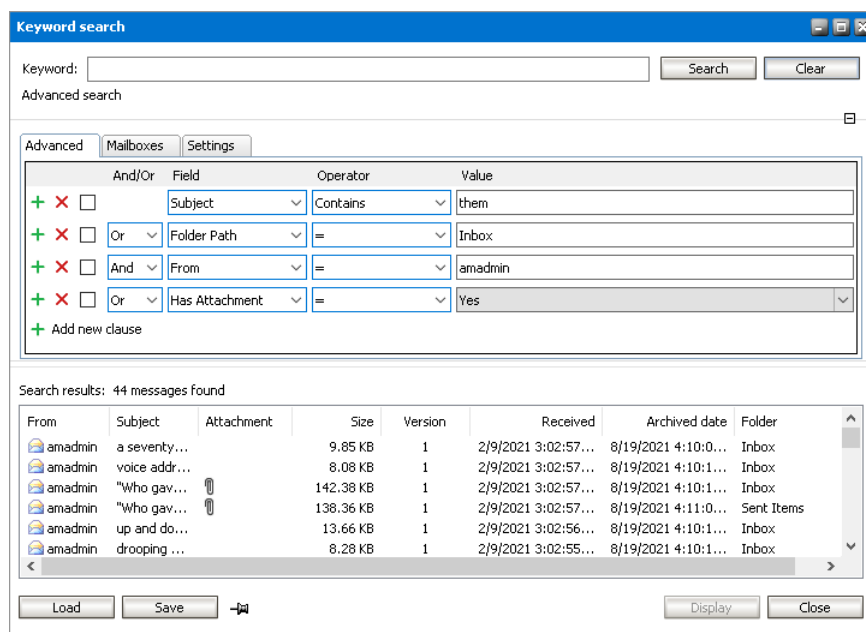 Keyword search
Keyword: Search Clear
Advanced search
Advanced Mailboxes Settings
And/Or Field Operator Value
Subject Contains them
Or Folder Path = Inbox
And From = amadmin
Or Has Attachment = Yes
Add new clause
Search results: 44 messages found
From Subject Attachment Size Version Received Archived date Folder
amadmin a seventy... 9.85 KB 1 2/9/2021 3:02:57... 8/19/2021 4:10:0... Inbox
amadmin voice addr... 8.08 KB 1 2/9/2021 3:02:57... 8/19/2021 4:10:1... Inbox
amadmin "Who gav... 142.38 KB 1 2/9/2021 3:02:57... 8/19/2021 4:10:1... Inbox
amadmin "Who gav... 138.36 KB 1 2/9/2021 3:02:57... 8/19/2021 4:11:0... Sent Items
amadmin up and do... 13.66 KB 1 2/9/2021 3:02:56... 8/19/2021 4:10:1... Inbox
amadmin drooping ... 8.28 KB 1 2/9/2021 3:02:55... 8/19/2021 4:10:1... Inbox
Load Save Display Close